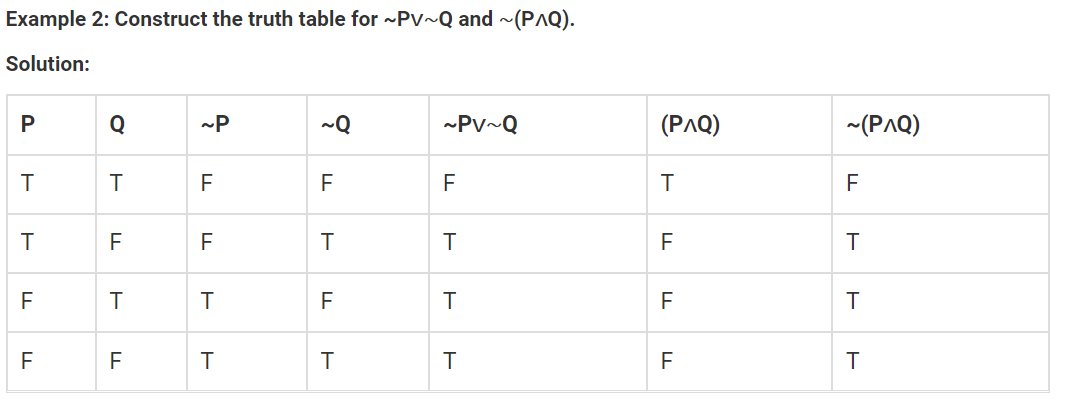 Example 2: Construct the truth table for ~P∨~Q and ~(P∧Q).
Solution:
P Q ~P ~Q ~P∨~Q (P∧Q) ~(P∧Q)
T T F F F T F
T F F T T F T
F T T F T F T
F F T T T F T